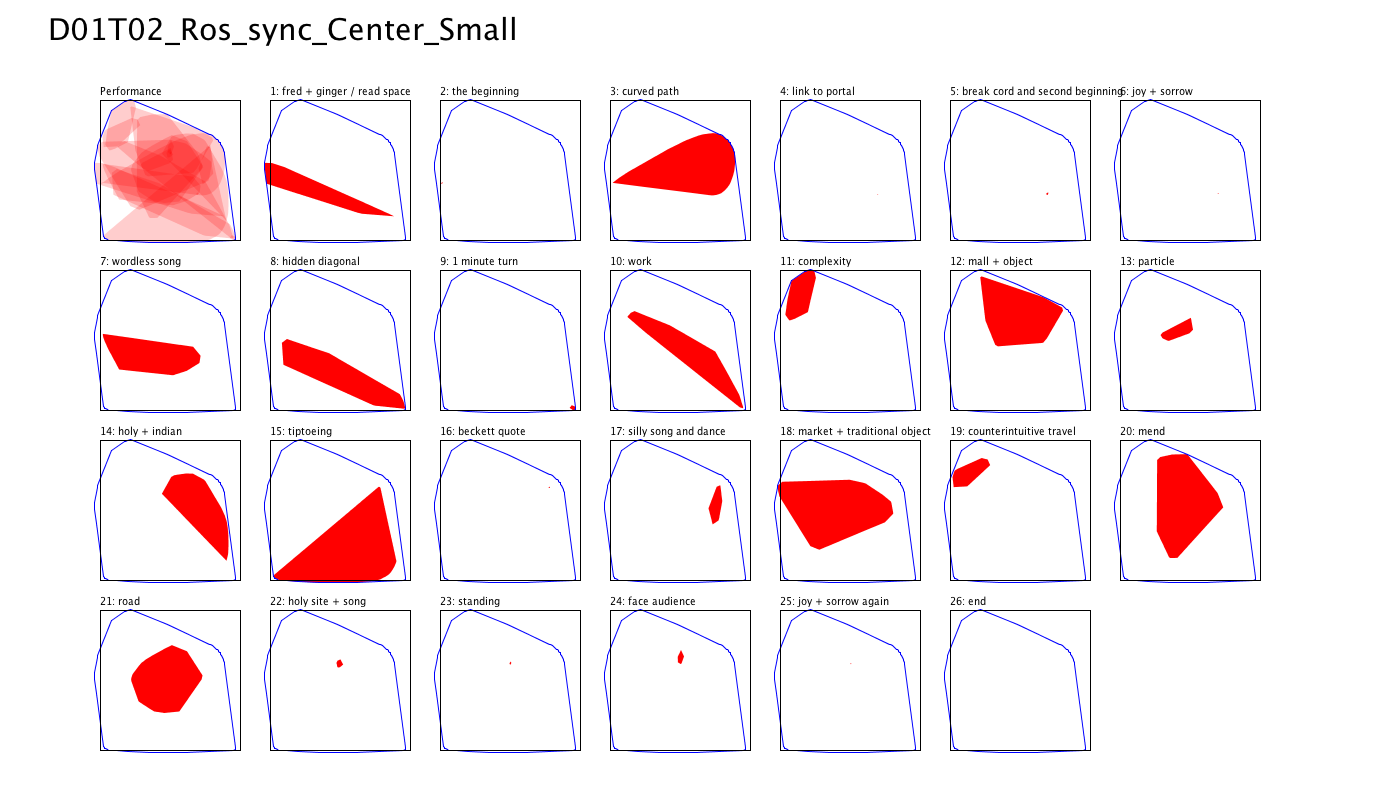 D01T02_Ros_sync_Center_Small
Performance
1: fred + ginger / read space
2: the beginning
3: curved path
4: link to portal
5: break cord and second beginning
6: joy + sorrow
7: wordless song
8: hidden diagonal
9: 1 minute turn
10: work
11: complexity
12: mall + object
13: particle
14: holy + indian
15: tiptoeing
16: beckett quote
17: silly song and dance
18: market + traditional object
19: counterintuitive travel
20: mend
21: road
22: holy site + song
23: standing
24: face audience
25: joy + sorrow again
26: end